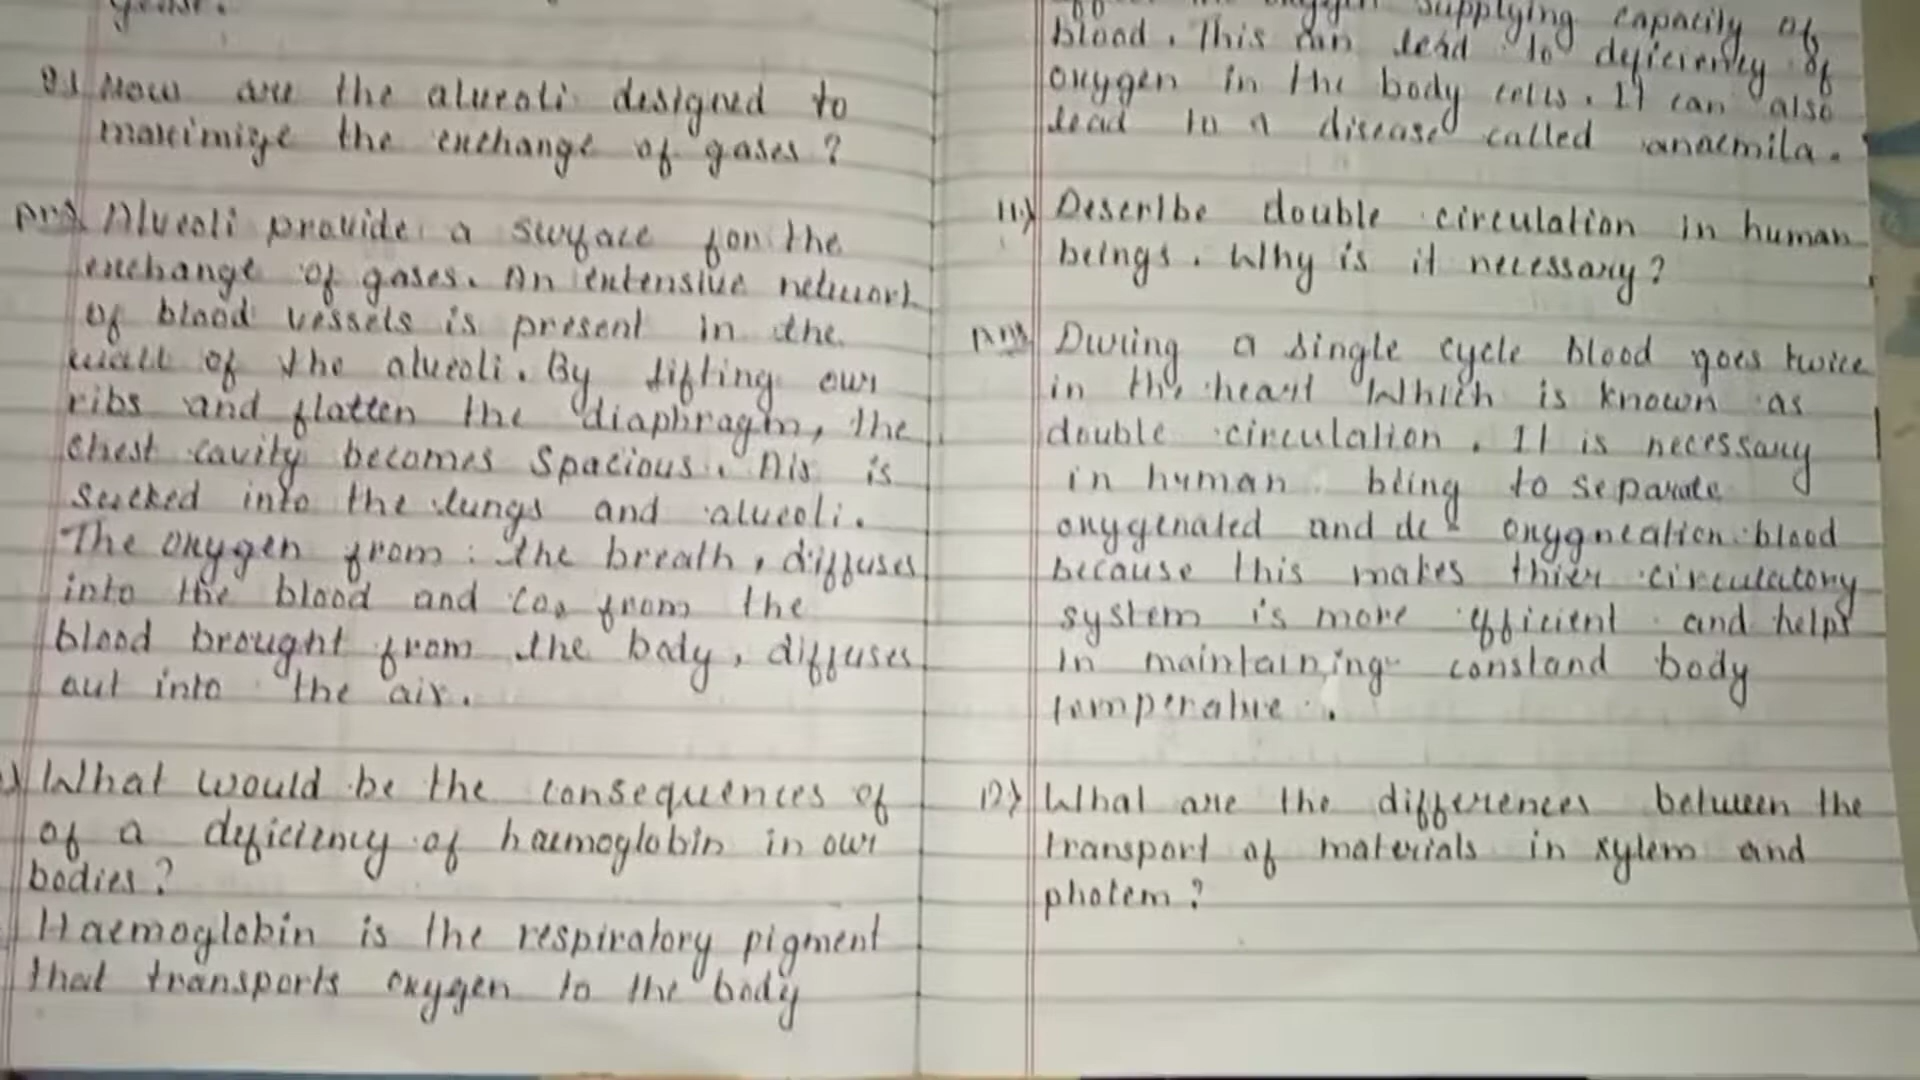 9) How are the alveoli designed to
maximize the exchange of gases ?
Ans) Alveoli provide a surface for the
exchange of gases. An extensive network
of blood vessels is present in the
wall of the alveoli. By lifting our
ribs and flatten the diaphragm, the
chest cavity becomes spacious. Air is
sucked into the lungs and alveoli.
The oxygen from the breath, diffuses
into the blood and CO2 from the
blood brought from the body, diffuses
out into the air.
What would be the consequences of
of a deficiency of haemoglobin in our
bodies ?
Haemoglobin is the respiratory pigment
that transports oxygen to the body
supplying capacity of
blood. This can lead to deficiency of
oxygen in the body cells. It can also
lead to a disease called anaemila.
11) Describe double circulation in human
beings. Why is it necessary ?
Ans) During a single cycle blood goes twice
in the heart which is known as
double circulation. It is necessary
in human bling to separate
oxygenated and de - oxygneation blood
because this makes thier circulatory
system is more efficient and helps
in maintaining constand body
temperatue.
12) What are the differences between the
transport of materials in xylem and
pholem ?